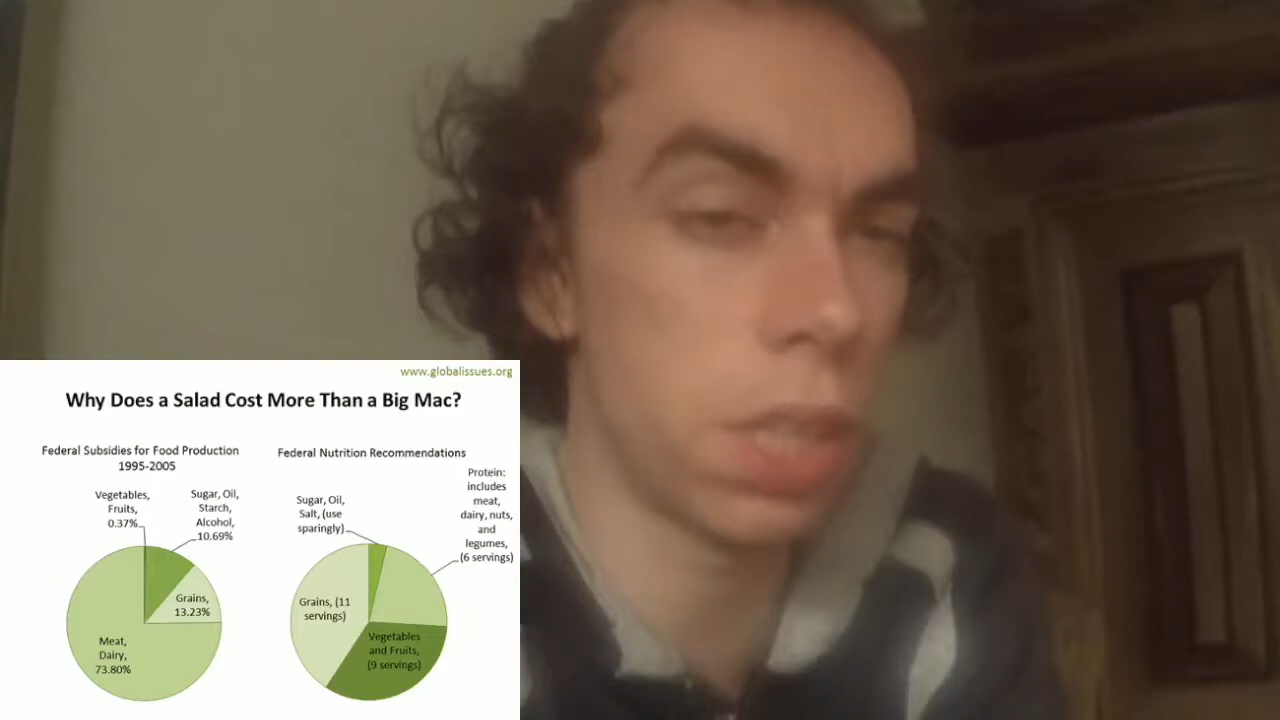 www.globalissues.org
Why Does a Salad Cost More Than a Big Mac?
Federal Subsidies for Food Production
1995-2005
Vegetables,
Fruits,
0.37%
Sugar, Oil,
Starch,
Alcohol,
10.69%
Grains,
13.23%
Meat,
Dairy,
73.80%
Federal Nutrition Recommendations
Sugar, Oil,
Salt, (use
sparingly)
Protein:
includes
meat,
dairy, nuts,
and
legumes,
(6 servings)
Grains, (11
servings)
Vegetables
and Fruits,
(9 servings)